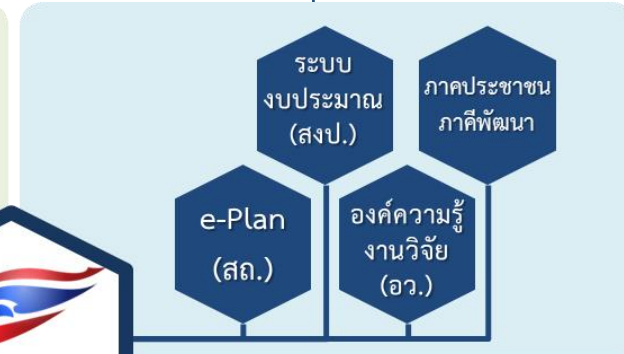 ระบบ
งบประมาณ
(สงป.)
ภาคประชาชน
ภาคีพัฒนา
e-Plan
(สถ.)
องค์ความรู้
งานวิจัย
(อว.)